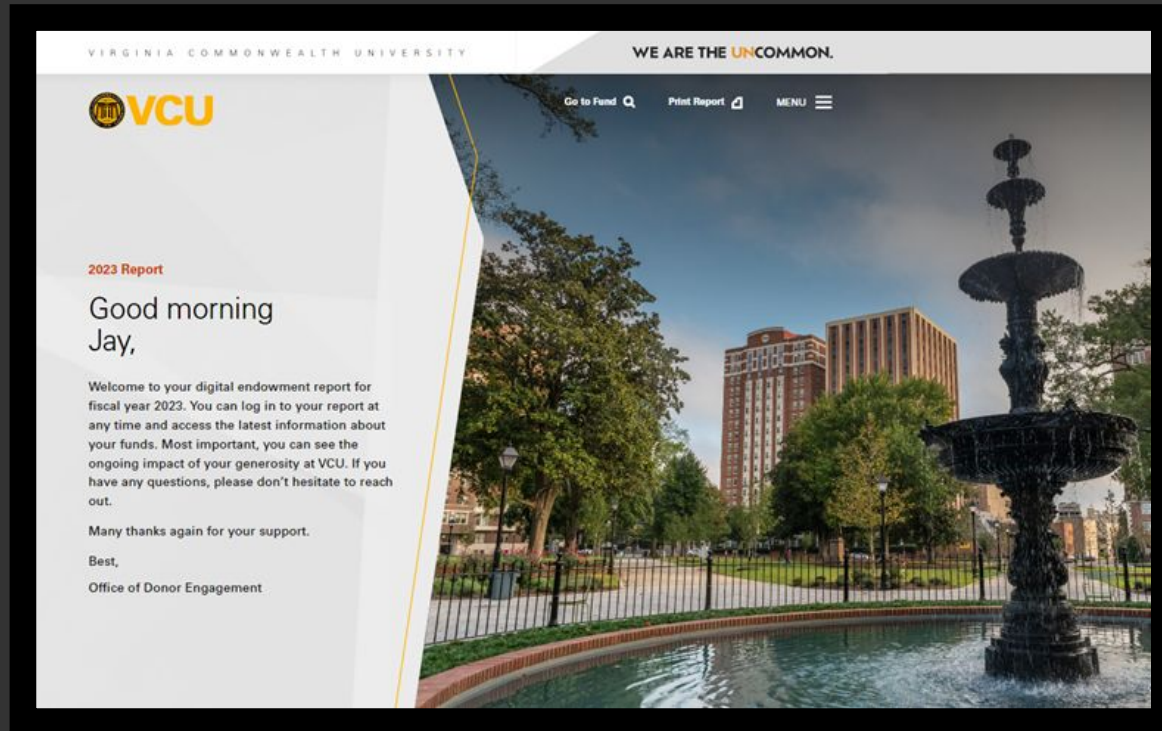 VIRGINIA COMMONWEALTH UNIVERSITY
WE ARE THE UNCOMMON.
VCU
Go to Fund
Print Report
MENU
2023 Report
Good morning
Jay,
Welcome to your digital endowment report for
fiscal year 2023. You can log in to your report at
any time and access the latest information about
your funds. Most important, you can see the
ongoing impact of your generosity at VCU. If you
have any questions, please don't hesitate to reach
out.
Many thanks again for your support.
Best,
Office of Donor Engagement